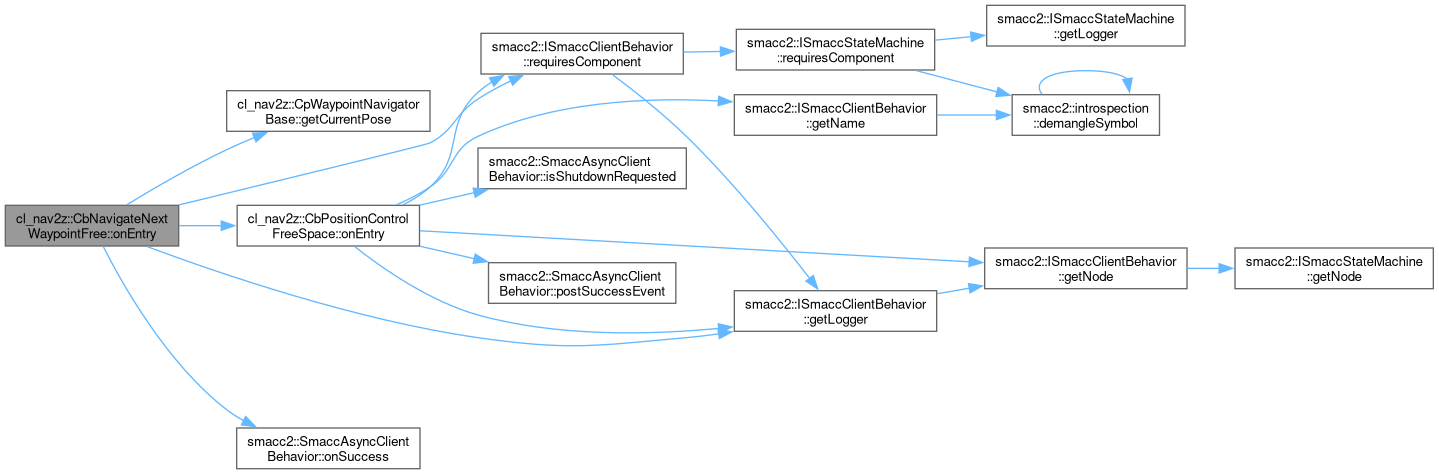 cl_nav2z::CbNavigateNext
WaypointFree::onEntry
cl_nav2z::CpWaypointNavigator
Base::getCurrentPose
cl_nav2z::CbPositionControl
FreeSpace::onEntry
smacc2::SmaccAsyncClient
Behavior::onSuccess
smacc2::ISmaccClientBehavior
::requiresComponent
smacc2::SmaccAsyncClient
Behavior::isShutdownRequested
smacc2::SmaccAsyncClient
Behavior::postSuccessEvent
smacc2::ISmaccStateMachine
::requiresComponent
smacc2::ISmaccClientBehavior
::getName
smacc2::ISmaccClientBehavior
::getLogger
smacc2::ISmaccStateMachine
::getLogger
smacc2::introspection
::demangleSymbol
smacc2::ISmaccClientBehavior
::getNode
smacc2::ISmaccStateMachine
::getNode